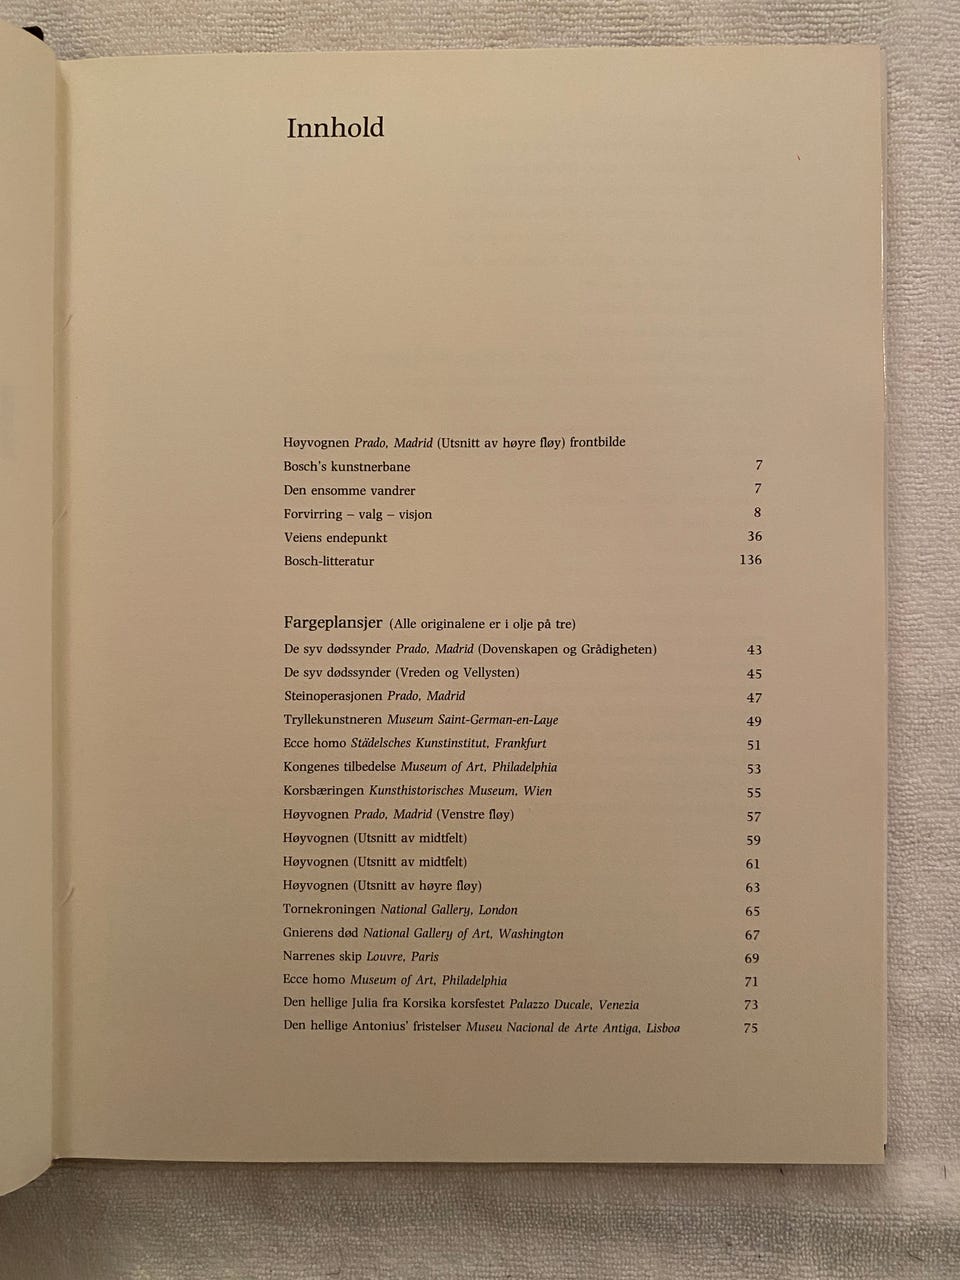 Innhold
Høyvognen Prado, Madrid (Utsnitt av høyre fløy) frontbilde
Bosch's kunstnerbane 7
Den ensomme vandrer 7
Forvirring – valg – visjon 8
Veiens endepunkt 36
Bosch-litteratur 136
Fargeplansjer (Alle originalene er i olje på tre)
De syv dødssynder Prado, Madrid (Dovenskapen og Grådigheten) 43
De syv dødssynder (Vreden og Vellysten) 45
Steinoperasjonen Prado, Madrid 47
Tryllekunstneren Museum Saint-German-en-Laye 49
Ecce homo Städelsches Kunstinstitut, Frankfurt 51
Kongenes tilbedelse Museum of Art, Philadelphia 53
Korsbæringen Kunsthistorisches Museum, Wien 55
Høyvognen Prado, Madrid (Venstre fløy) 57
Høyvognen (Utsnitt av midtfelt) 59
Høyvognen (Utsnitt av midtfelt) 61
Høyvognen (Utsnitt av høyre fløy) 63
Tornekroningen National Gallery, London 65
Gnierens død National Gallery of Art, Washington 67
Narrenes skip Louvre, Paris 69
Ecce homo Museum of Art, Philadelphia 71
Den hellige Julia fra Korsika korsfestet Palazzo Ducale, Venezia 73
Den hellige Antonius' fristelser Museu Nacional de Arte Antiga, Lisboa 75